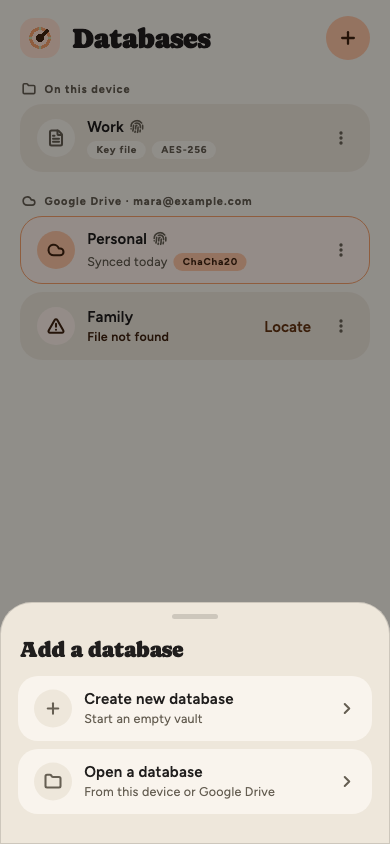 Databases
On this device
Work
Key file AES-256
Google Drive · mara@example.com
Personal
Synced today ChaCha20
Family
File not found
Locate
Add a database
Create new database
Start an empty vault
Open a database
From this device or Google Drive